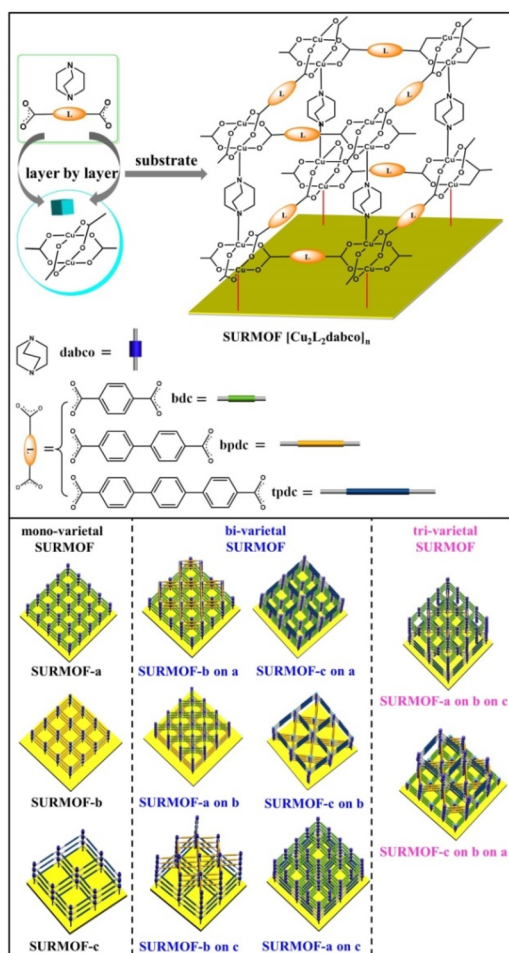 layer by layer
substrate
SURMOF [Cu₂L₂dabco]ₙ
dabco =
bdc =
bpdc =
tpdc =
L =
mono-varietal
SURMOF
bi-varietal
SURMOF
tri-varietal
SURMOF
SURMOF-a
SURMOF-b on a
SURMOF-c on a
SURMOF-a on b on c
SURMOF-b
SURMOF-a on b
SURMOF-c on b
SURMOF-c on b on a
SURMOF-c
SURMOF-b on c
SURMOF-a on c